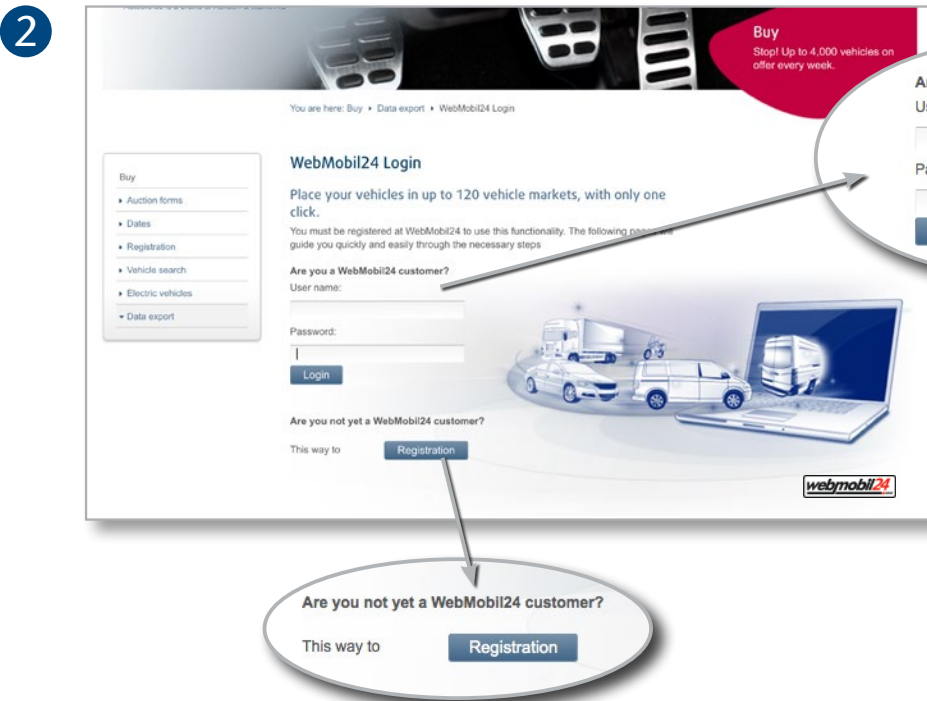 2
Buy
Stop! Up to 4,000 vehicles on
offer every week.
You are here: Buy ▸ Data export ▸ WebMobil24 Login
WebMobil24 Login
Place your vehicles in up to 120 vehicle markets, with only one
click.
You must be registered at WebMobil24 to use this functionality. The following pages will
guide you quickly and easily through the necessary steps
Are you a WebMobil24 customer?
User name:
Password:
Login
Are you not yet a WebMobil24 customer?
This way to Registration
Buy
▸ Auction forms
▸ Dates
▸ Registration
▸ Vehicle search
▸ Electric vehicles
▾ Data export
webmobil24
Are you not yet a WebMobil24 customer?
This way to Registration